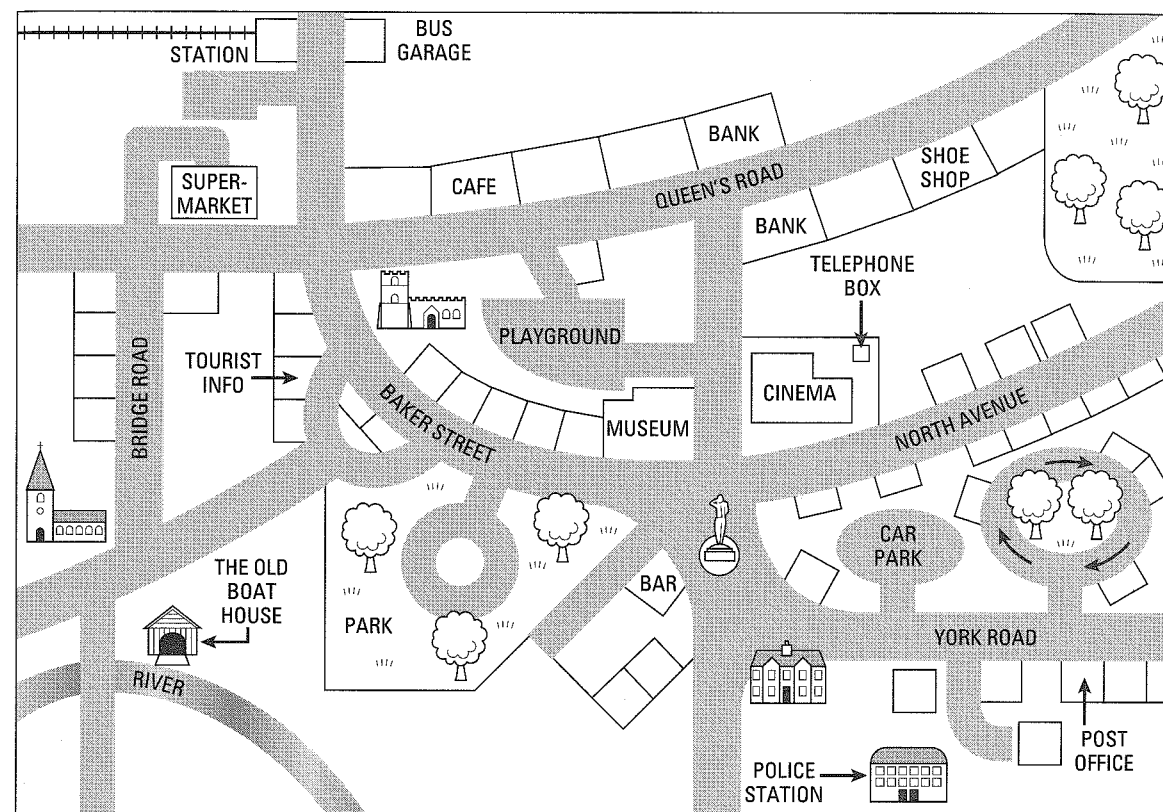 BUS
GARAGE
STATION
SUPER-
MARKET
CAFE
BANK
QUEEN'S ROAD
SHOE
SHOP
BANK
TELEPHONE
BOX
PLAYGROUND
TOURIST
INFO
BRIDGE ROAD
BAKER STREET
MUSEUM
CINEMA
NORTH AVENUE
CAR
PARK
THE OLD
BOAT
HOUSE
PARK
BAR
YORK ROAD
RIVER
POLICE
STATION
POST
OFFICE